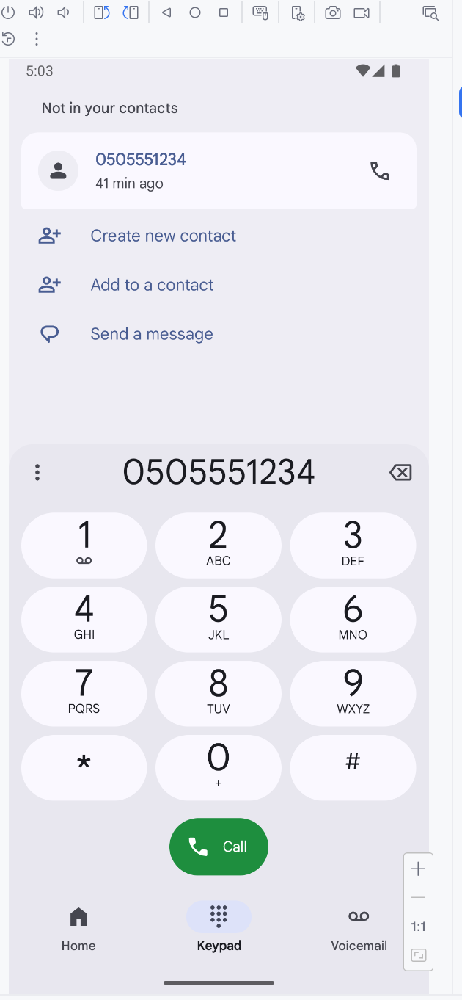 5:03
Not in your contacts
0505551234
41 min ago
Create new contact
Add to a contact
Send a message
0505551234
1
2
ABC
3
DEF
4
GHI
5
JKL
6
MNO
7
PQRS
8
TUV
9
WXYZ
*
0
+
#
Call
1:1
Home
Keypad
Voicemail